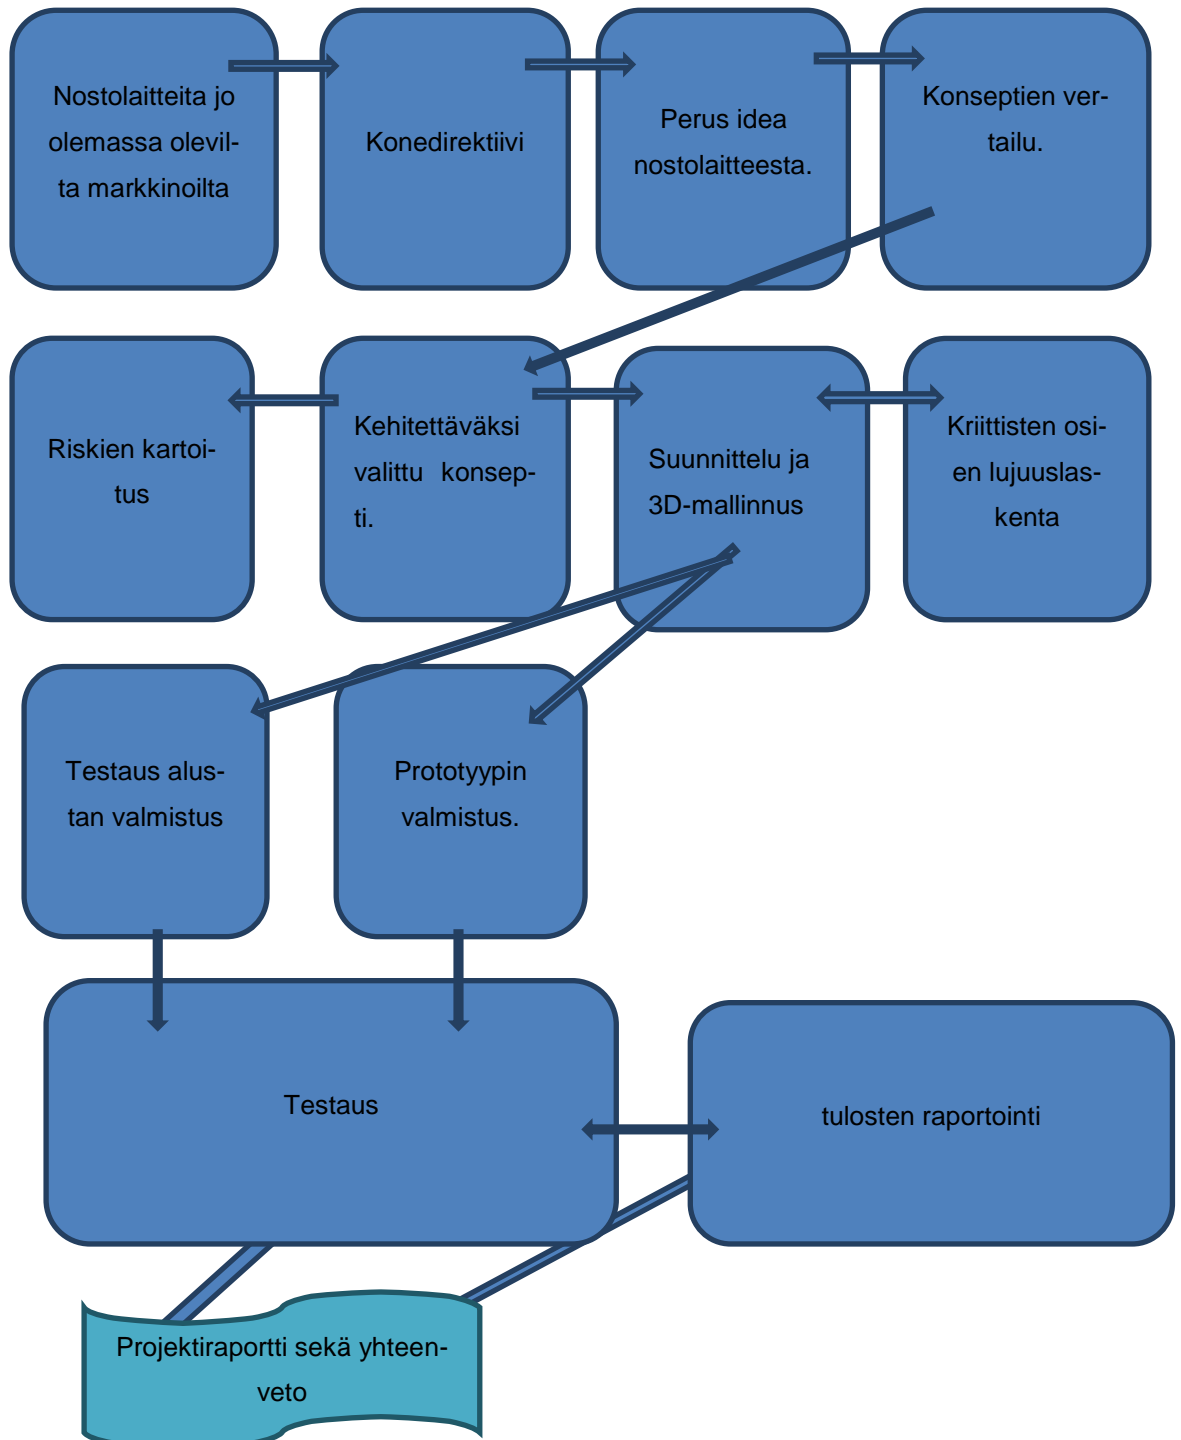 Nostolaitteita jo
olemassa olevil-
ta markkinoilta
Konedirektiivi
Perus idea
nostolaitteesta.
Konseptien ver-
tailu.
Riskien kartoi-
tus
Kehitettäväksi
valittu konsep-
ti.
Suunnittelu ja
3D-mallinnus
Kriittisten osi-
en lujuuslas-
kenta
Testaus alus-
tan valmistus
Prototyypin
valmistus.
Testaus
tulosten raportointi
Projektiraportti sekä yhteen-
veto